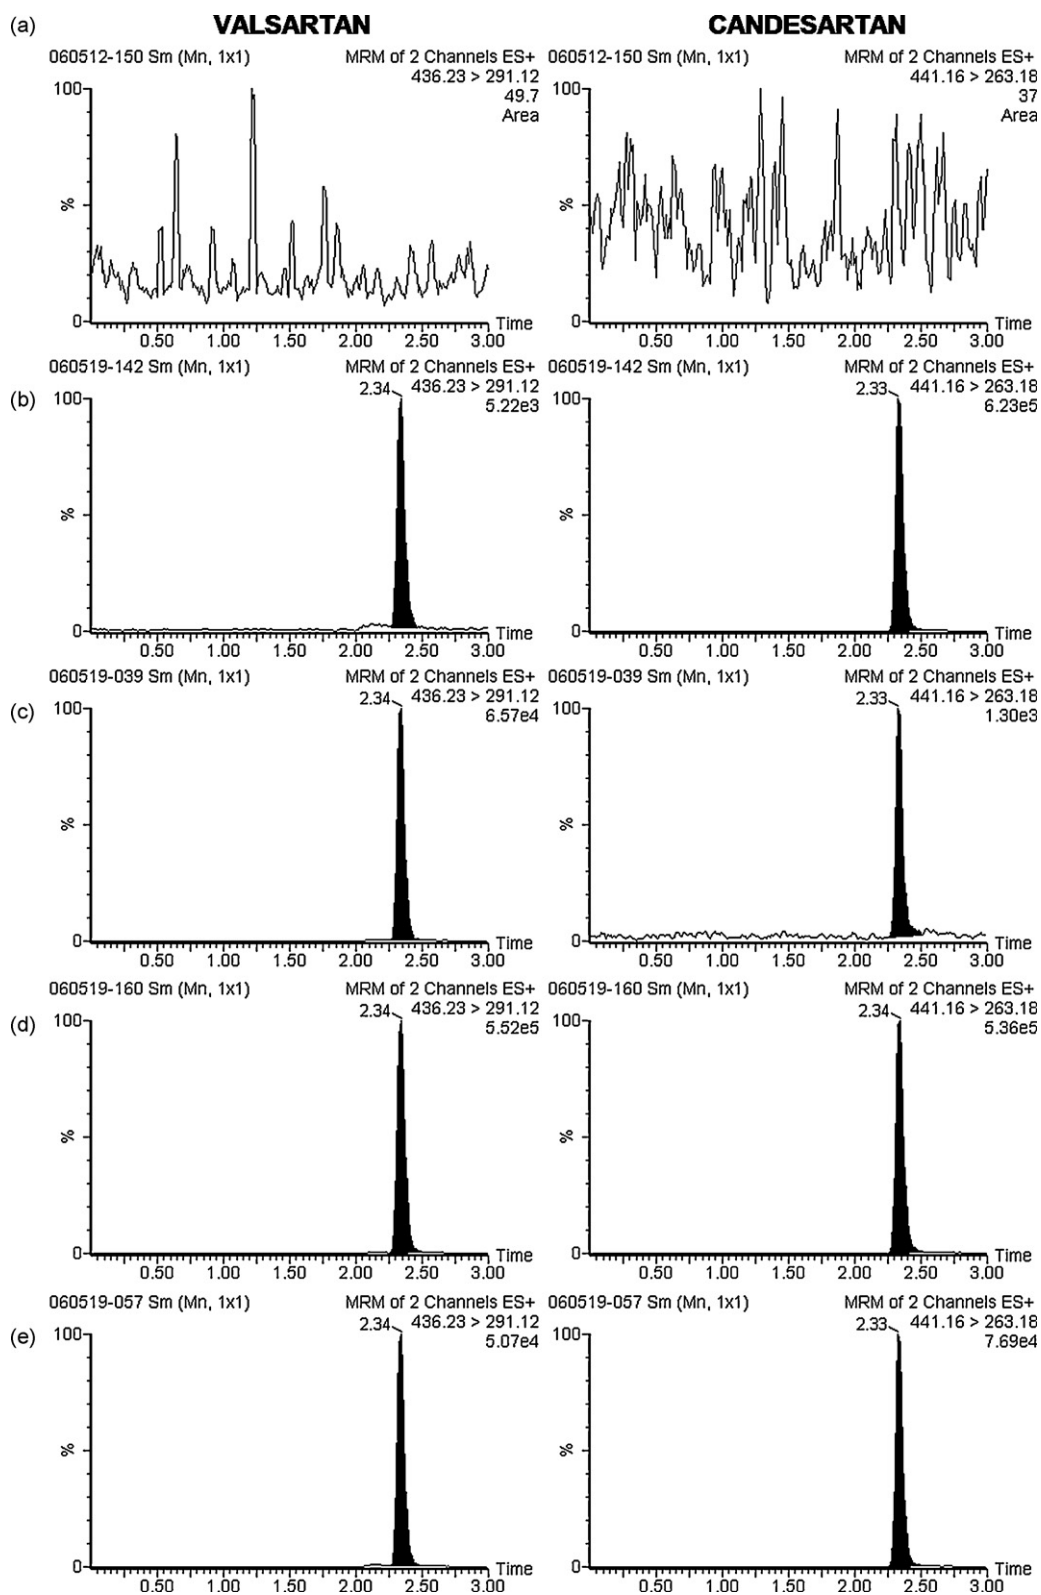 (a) VALSARTAN CANDESARTAN
060512-150 Sm (Mn, 1x1) MRM of 2 Channels ES+ 060512-150 Sm (Mn, 1x1) MRM of 2 Channels ES+
436.23 > 291.12 441.16 > 263.18
49.7 37
Area Area
100 100
% %
0 Time 0 Time
0.50 1.00 1.50 2.00 2.50 3.00 0.50 1.00 1.50 2.00 2.50 3.00
060519-142 Sm (Mn, 1x1) MRM of 2 Channels ES+ 060519-142 Sm (Mn, 1x1) MRM of 2 Channels ES+
2.34 436.23 > 291.12 2.33 441.16 > 263.18
(b) 100 5.22e3 100 6.23e5
% %
0 Time 0 Time
0.50 1.00 1.50 2.00 2.50 3.00 0.50 1.00 1.50 2.00 2.50 3.00
060519-039 Sm (Mn, 1x1) MRM of 2 Channels ES+ 060519-039 Sm (Mn, 1x1) MRM of 2 Channels ES+
2.34 436.23 > 291.12 2.33 441.16 > 263.18
(c) 100 6.57e4 100 1.30e3
% %
0 Time 0 Time
0.50 1.00 1.50 2.00 2.50 3.00 0.50 1.00 1.50 2.00 2.50 3.00
060519-160 Sm (Mn, 1x1) MRM of 2 Channels ES+ 060519-160 Sm (Mn, 1x1) MRM of 2 Channels ES+
2.34 436.23 > 291.12 2.34 441.16 > 263.18
(d) 100 5.52e5 100 5.36e5
% %
0 Time 0 Time
0.50 1.00 1.50 2.00 2.50 3.00 0.50 1.00 1.50 2.00 2.50 3.00
060519-057 Sm (Mn, 1x1) MRM of 2 Channels ES+ 060519-057 Sm (Mn, 1x1) MRM of 2 Channels ES+
2.34 436.23 > 291.12 2.33 441.16 > 263.18
(e) 100 5.07e4 100 7.69e4
% %
0 Time 0 Time
0.50 1.00 1.50 2.00 2.50 3.00 0.50 1.00 1.50 2.00 2.50 3.00